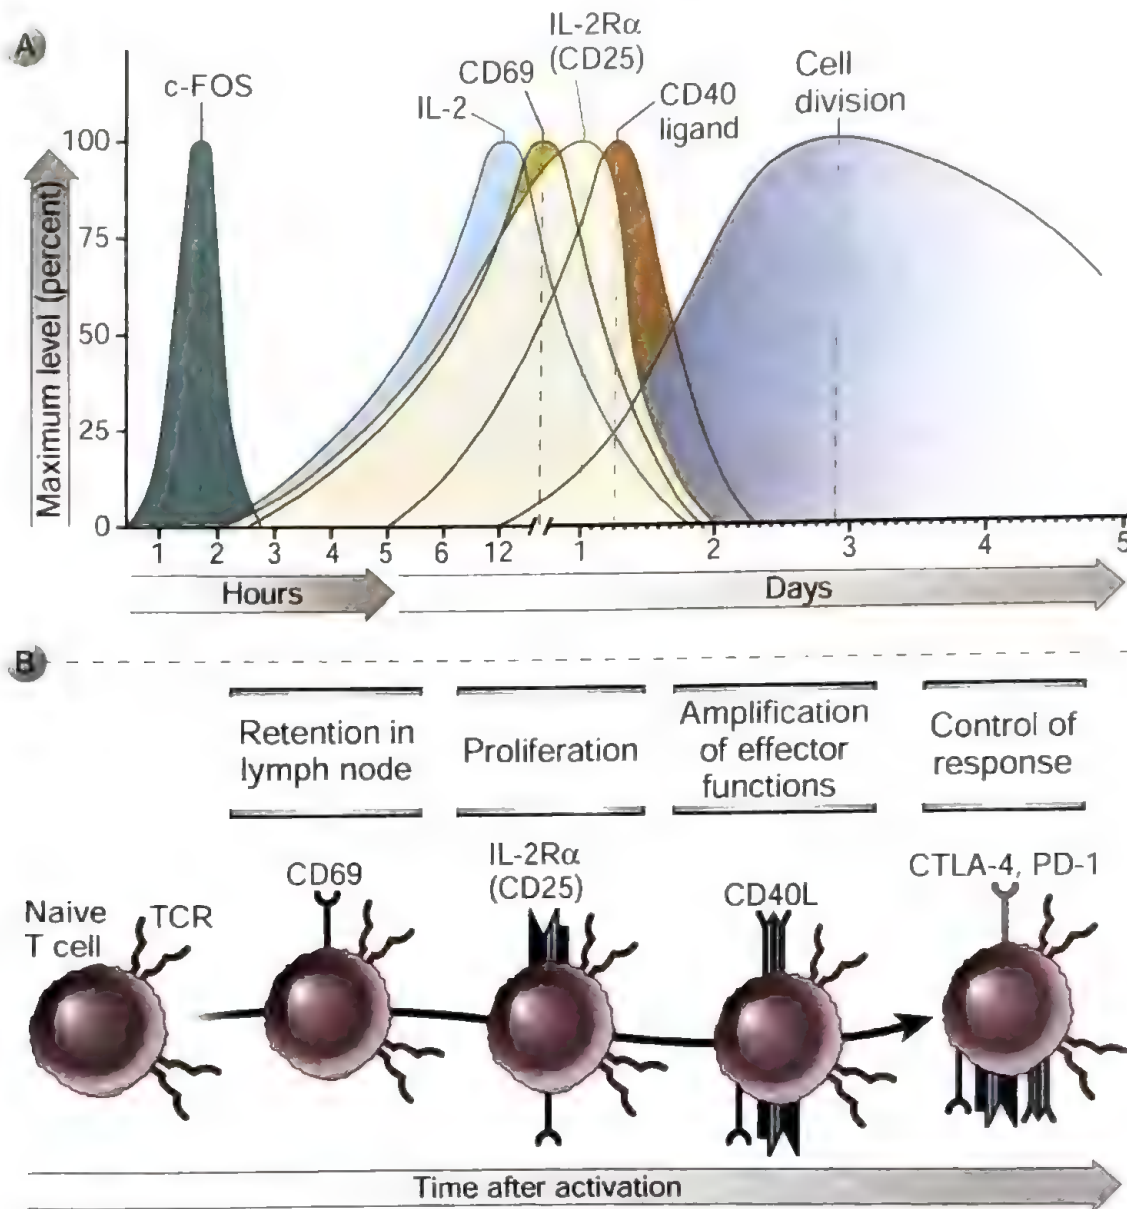 A
IL-2Rα
(CD25)
c-FOS
CD69
IL-2
CD40
ligand
Cell
division
Maximum level (percent)
100
75
50
25
0
1 2 3 4 5 6 12 1 2 3 4 5
Hours
Days
B
Retention in
lymph node
Proliferation
Amplification
of effector
functions
Control of
response
Naive
T cell
TCR
CD69
IL-2Rα
(CD25)
CD40L
CTLA-4, PD-1
Time after activation